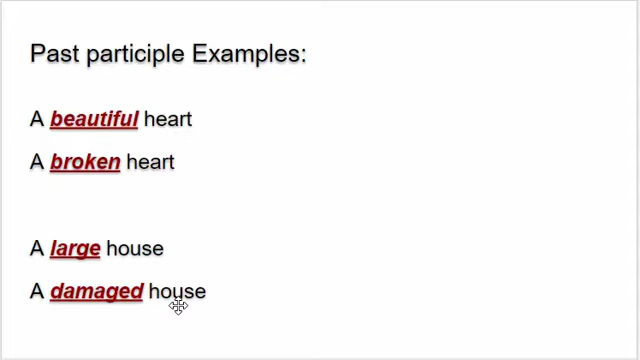 Past participle Examples:
A beautiful heart
A broken heart
A large house
A damaged house